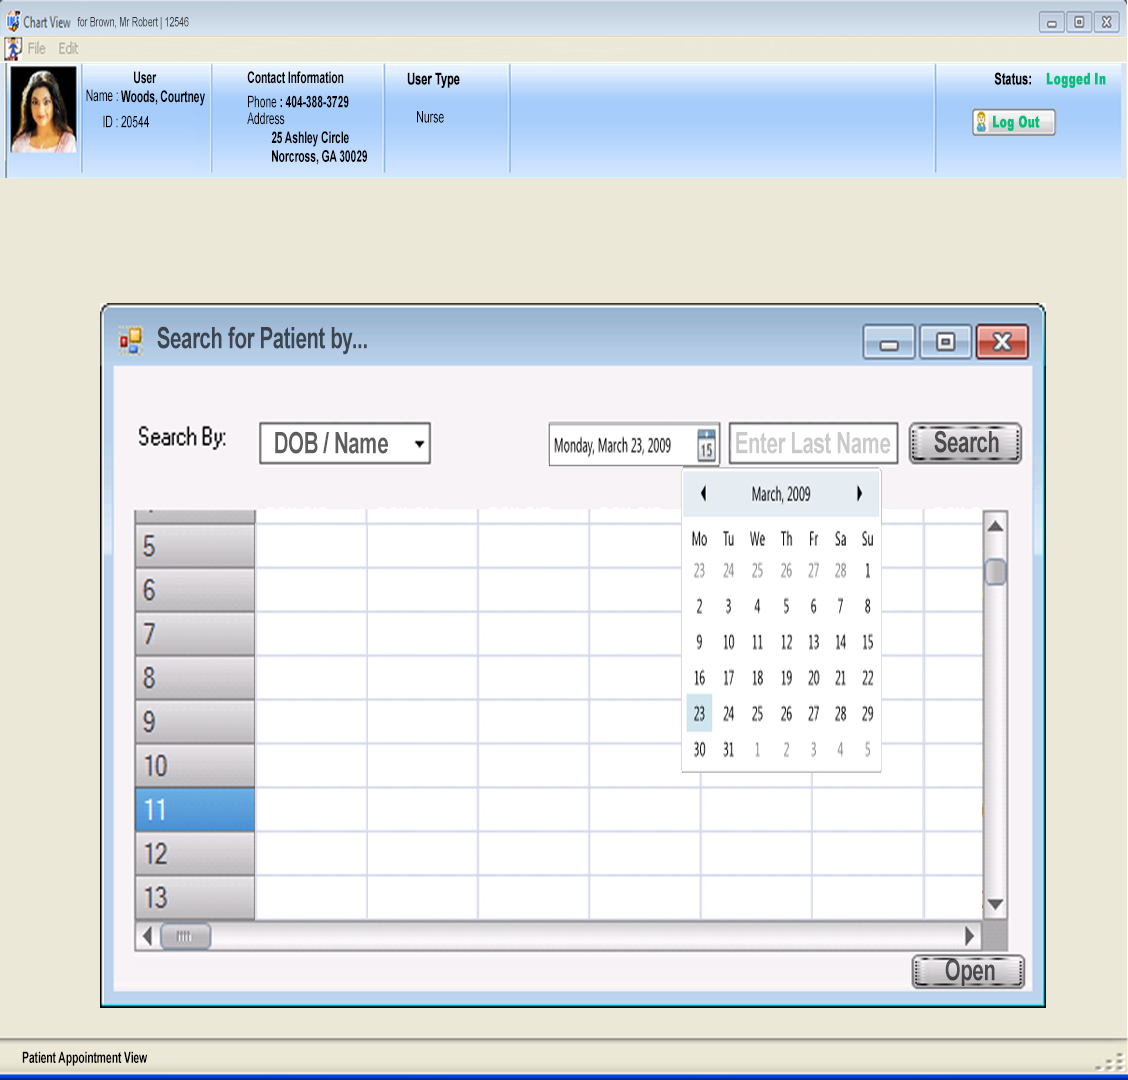 Chart View for Brown, Mr Robert | 12546
File Edit
User
Name : Woods, Courtney
ID : 20544
Contact Information
Phone : 404-388-3729
Address
25 Ashley Circle
Norcross, GA 30029
User Type
Nurse
Status: Logged In
Log Out
Search for Patient by...
Search By: DOB / Name Monday, March 23, 2009 15 Enter Last Name Search
March, 2009
Mo Tu We Th Fr Sa Su
23 24 25 26 27 28 1
2 3 4 5 6 7 8
9 10 11 12 13 14 15
16 17 18 19 20 21 22
23 24 25 26 27 28 29
30 31 1 2 3 4 5
5
6
7
8
9
10
11
12
13
Open
Patient Appointment View